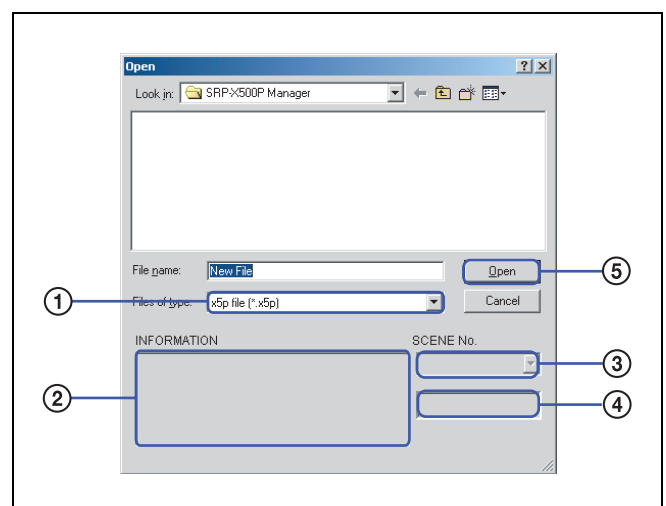 Open
Look in: SRP-X500P Manager
File name: New File Open ⑤
① Files of type: x5p file (*.x5p) Cancel
INFORMATION SCENE No.
③
②
④